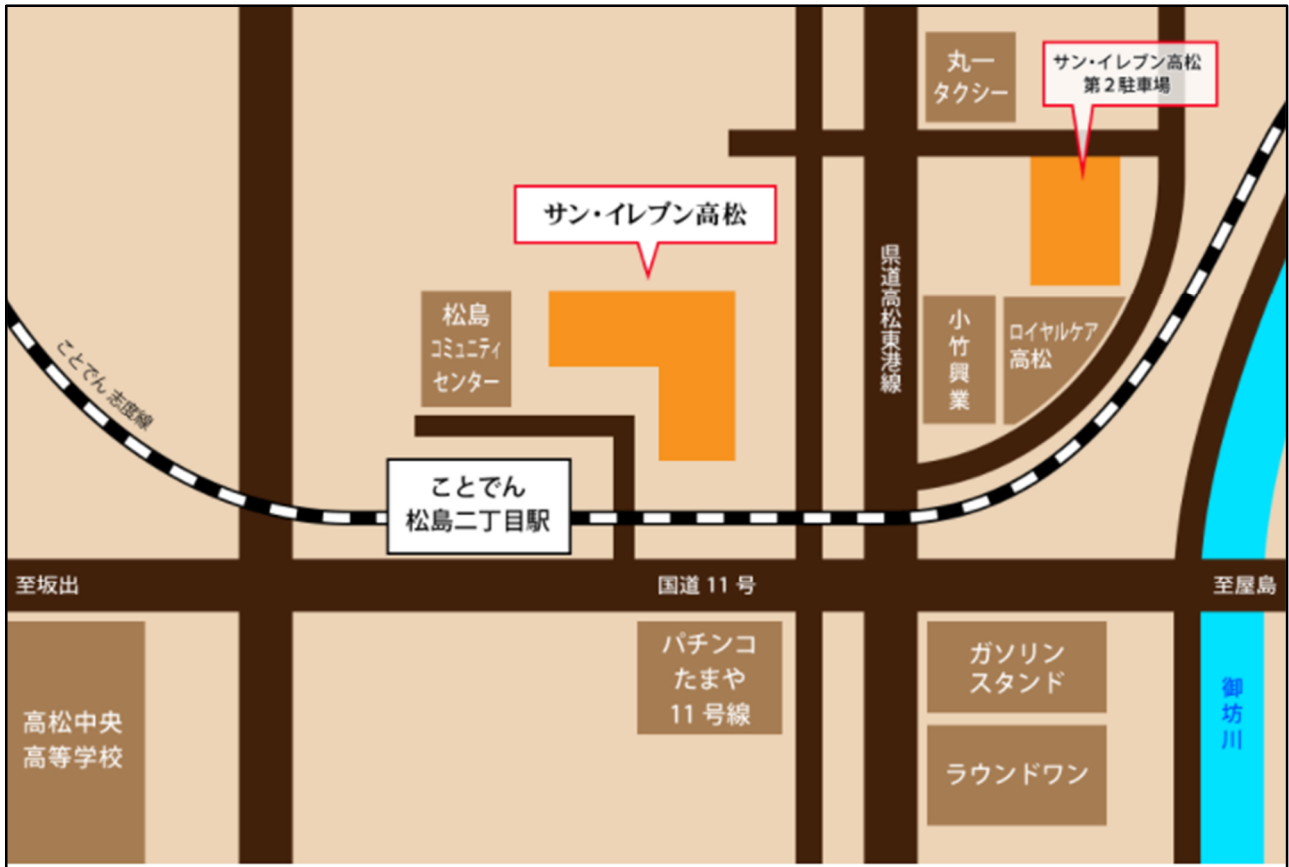 丸一
タクシー
サン・イレブン高松
第2駐車場
サン・イレブン高松
県道高松東港線
松島
コミュニティ
センター
小竹興業
ロイヤルケア
高松
ことでん 志度線
ことでん
松島二丁目駅
至坂出
国道11号
至屋島
パチンコ
たまや
11号線
ガソリン
スタンド
高松中央
高等学校
御坊川
ラウンドワン